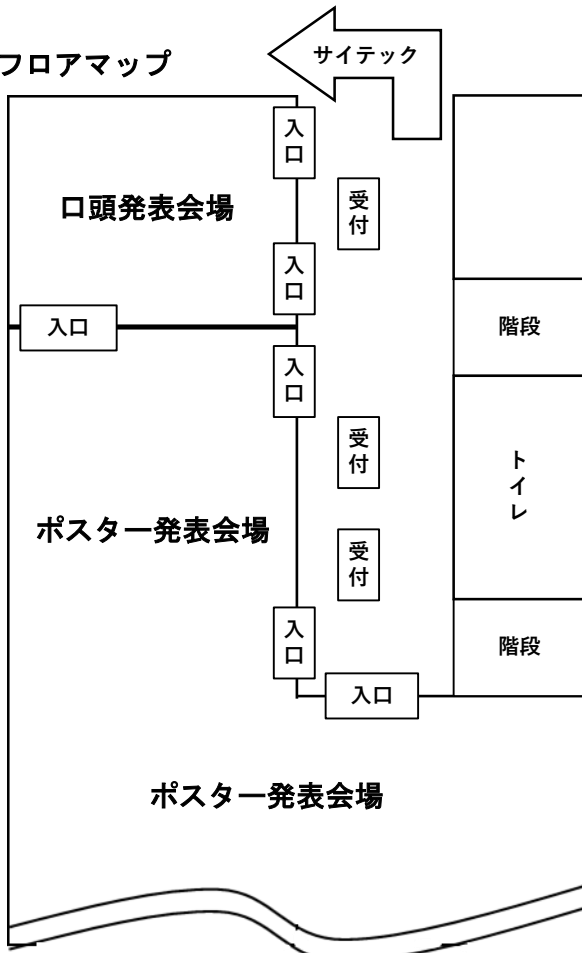 サイテック
フロアマップ
入口
口頭発表会場
受付
入口
入口
階段
入口
受付
トイレ
ポスター発表会場
受付
入口
階段
入口
ポスター発表会場